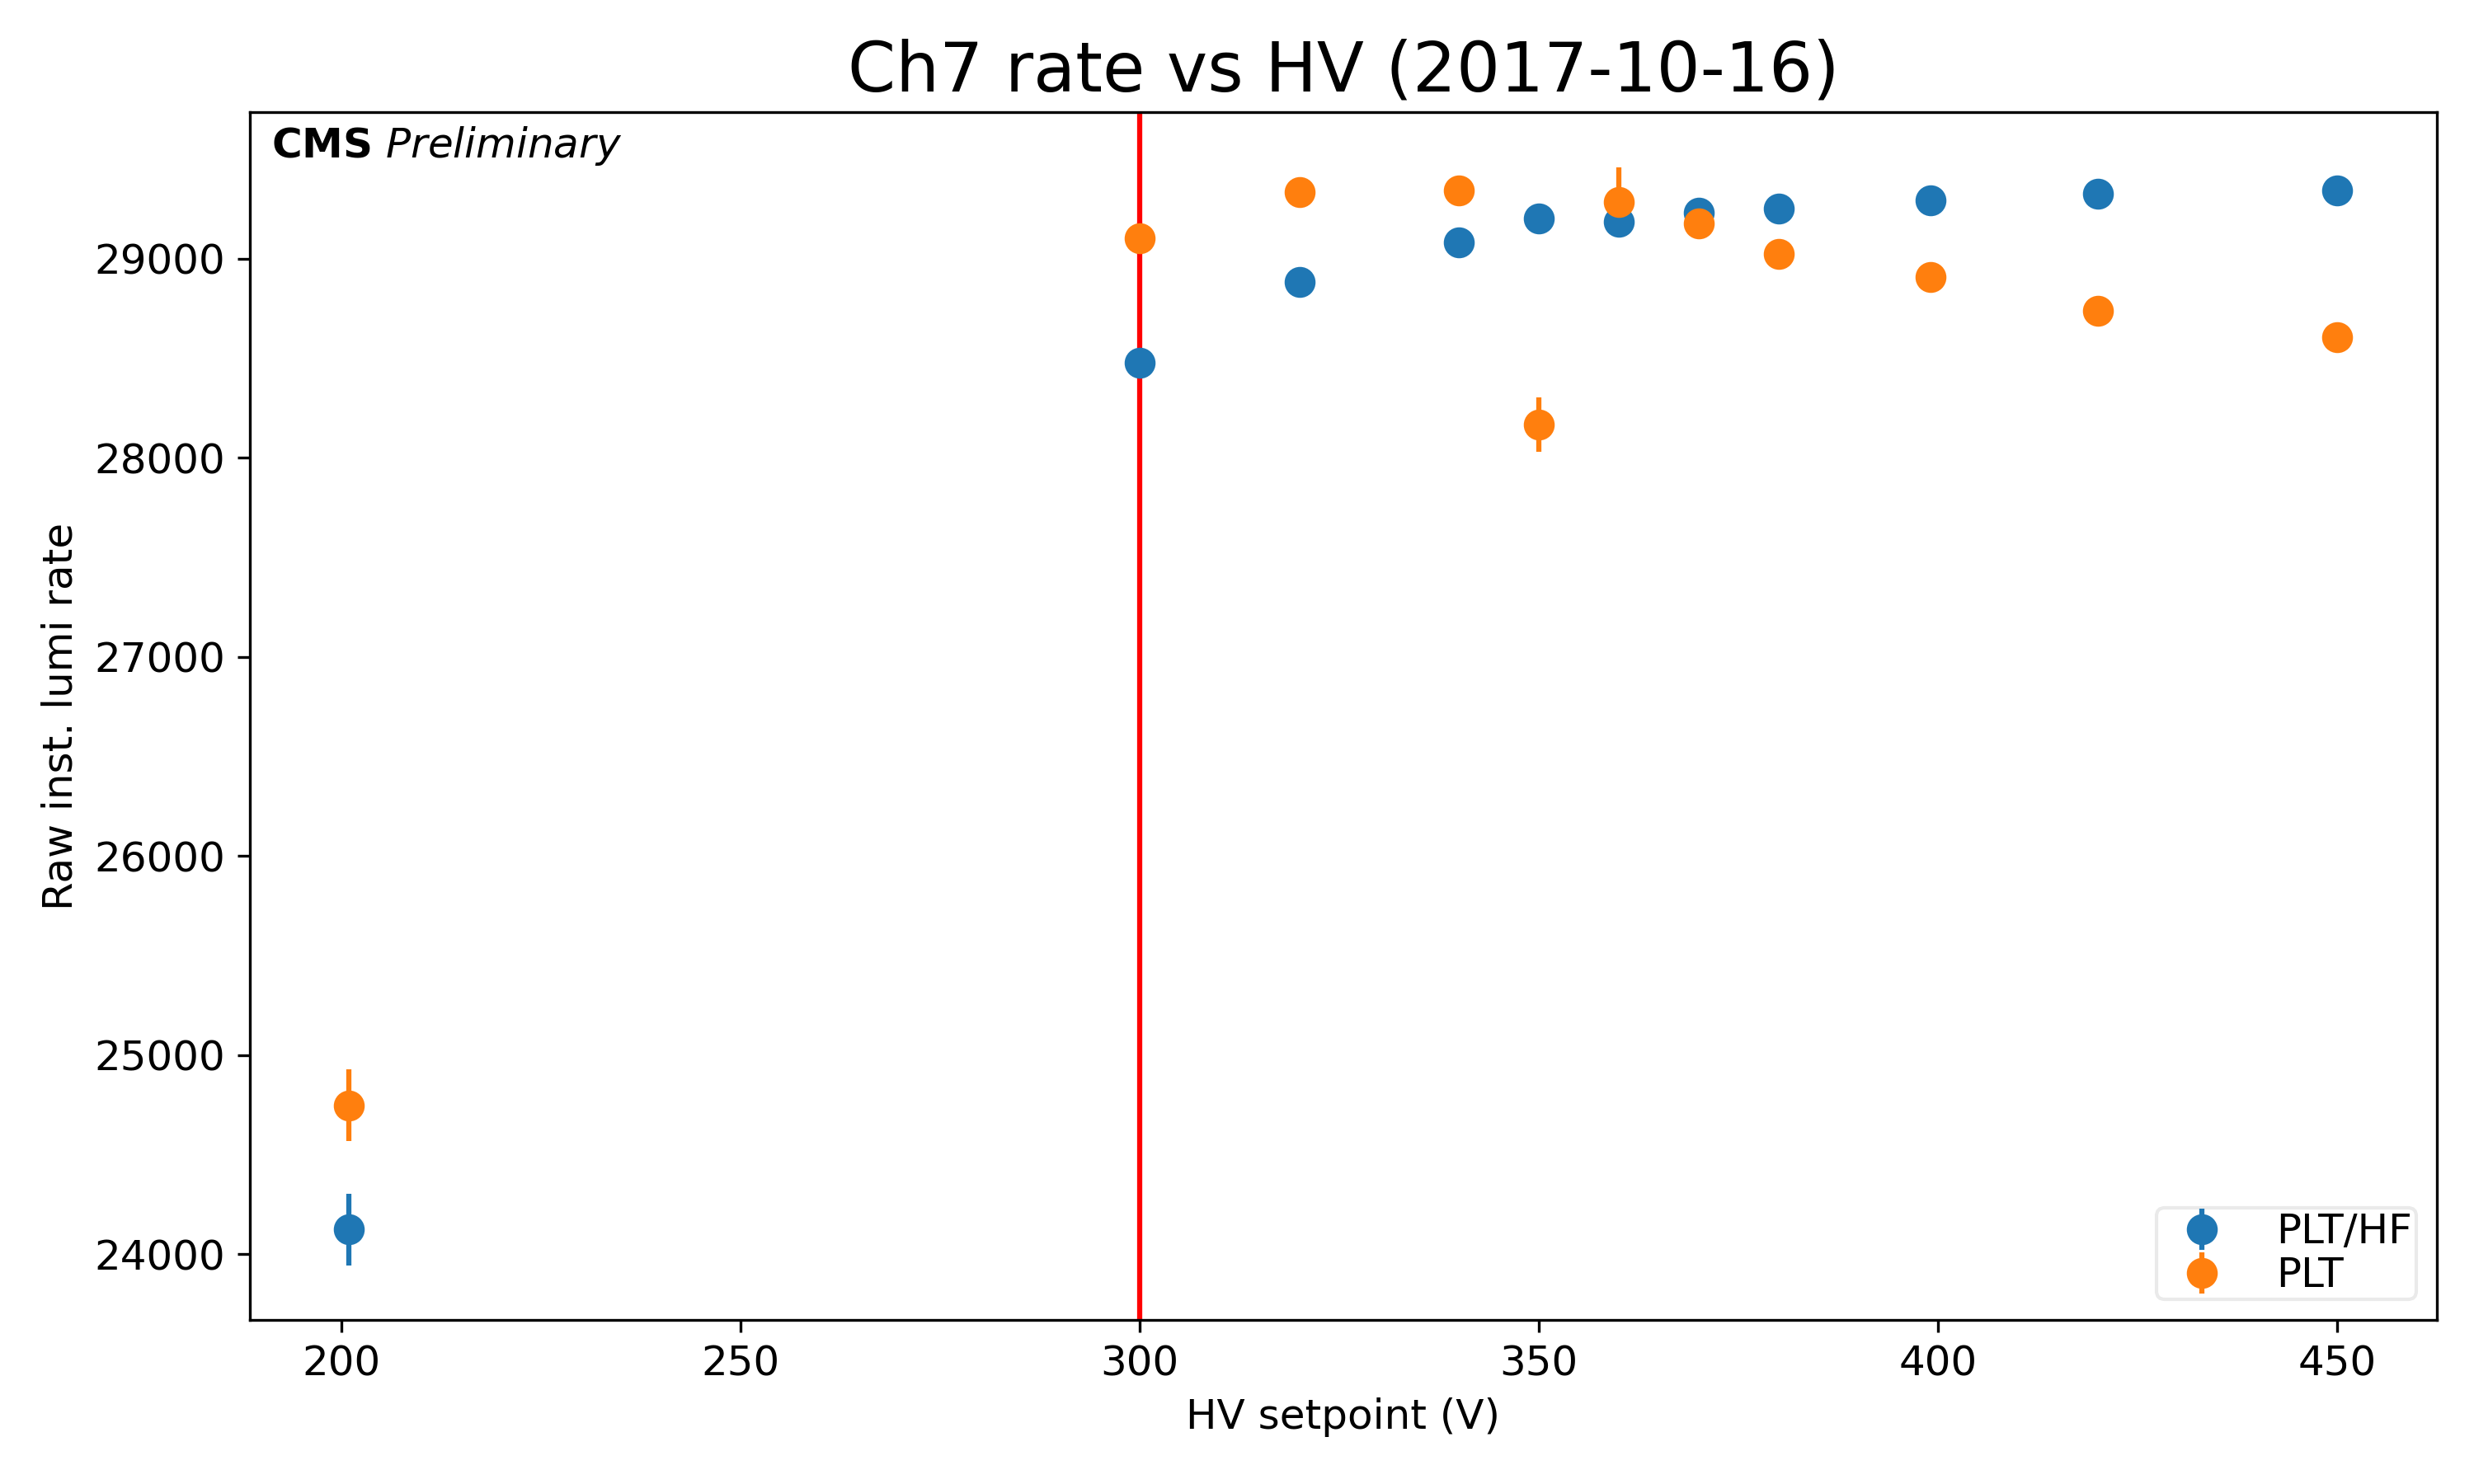 Ch7 rate vs HV (2017-10-16)
CMS Preliminary
29000
28000
27000
26000
25000
24000
Raw inst. lumi rate
200 250 300 350 400 450
HV setpoint (V)
PLT/HF
PLT